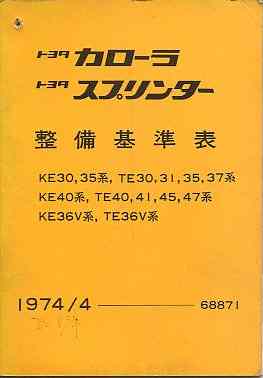 トヨタ カローラ
トヨタ スプリンター
整備基準表
KE30,35系, TE30,31,35,37系
KE40系, TE40,41,45,47系
KE36V系, TE36V系
1974/4 — 68871